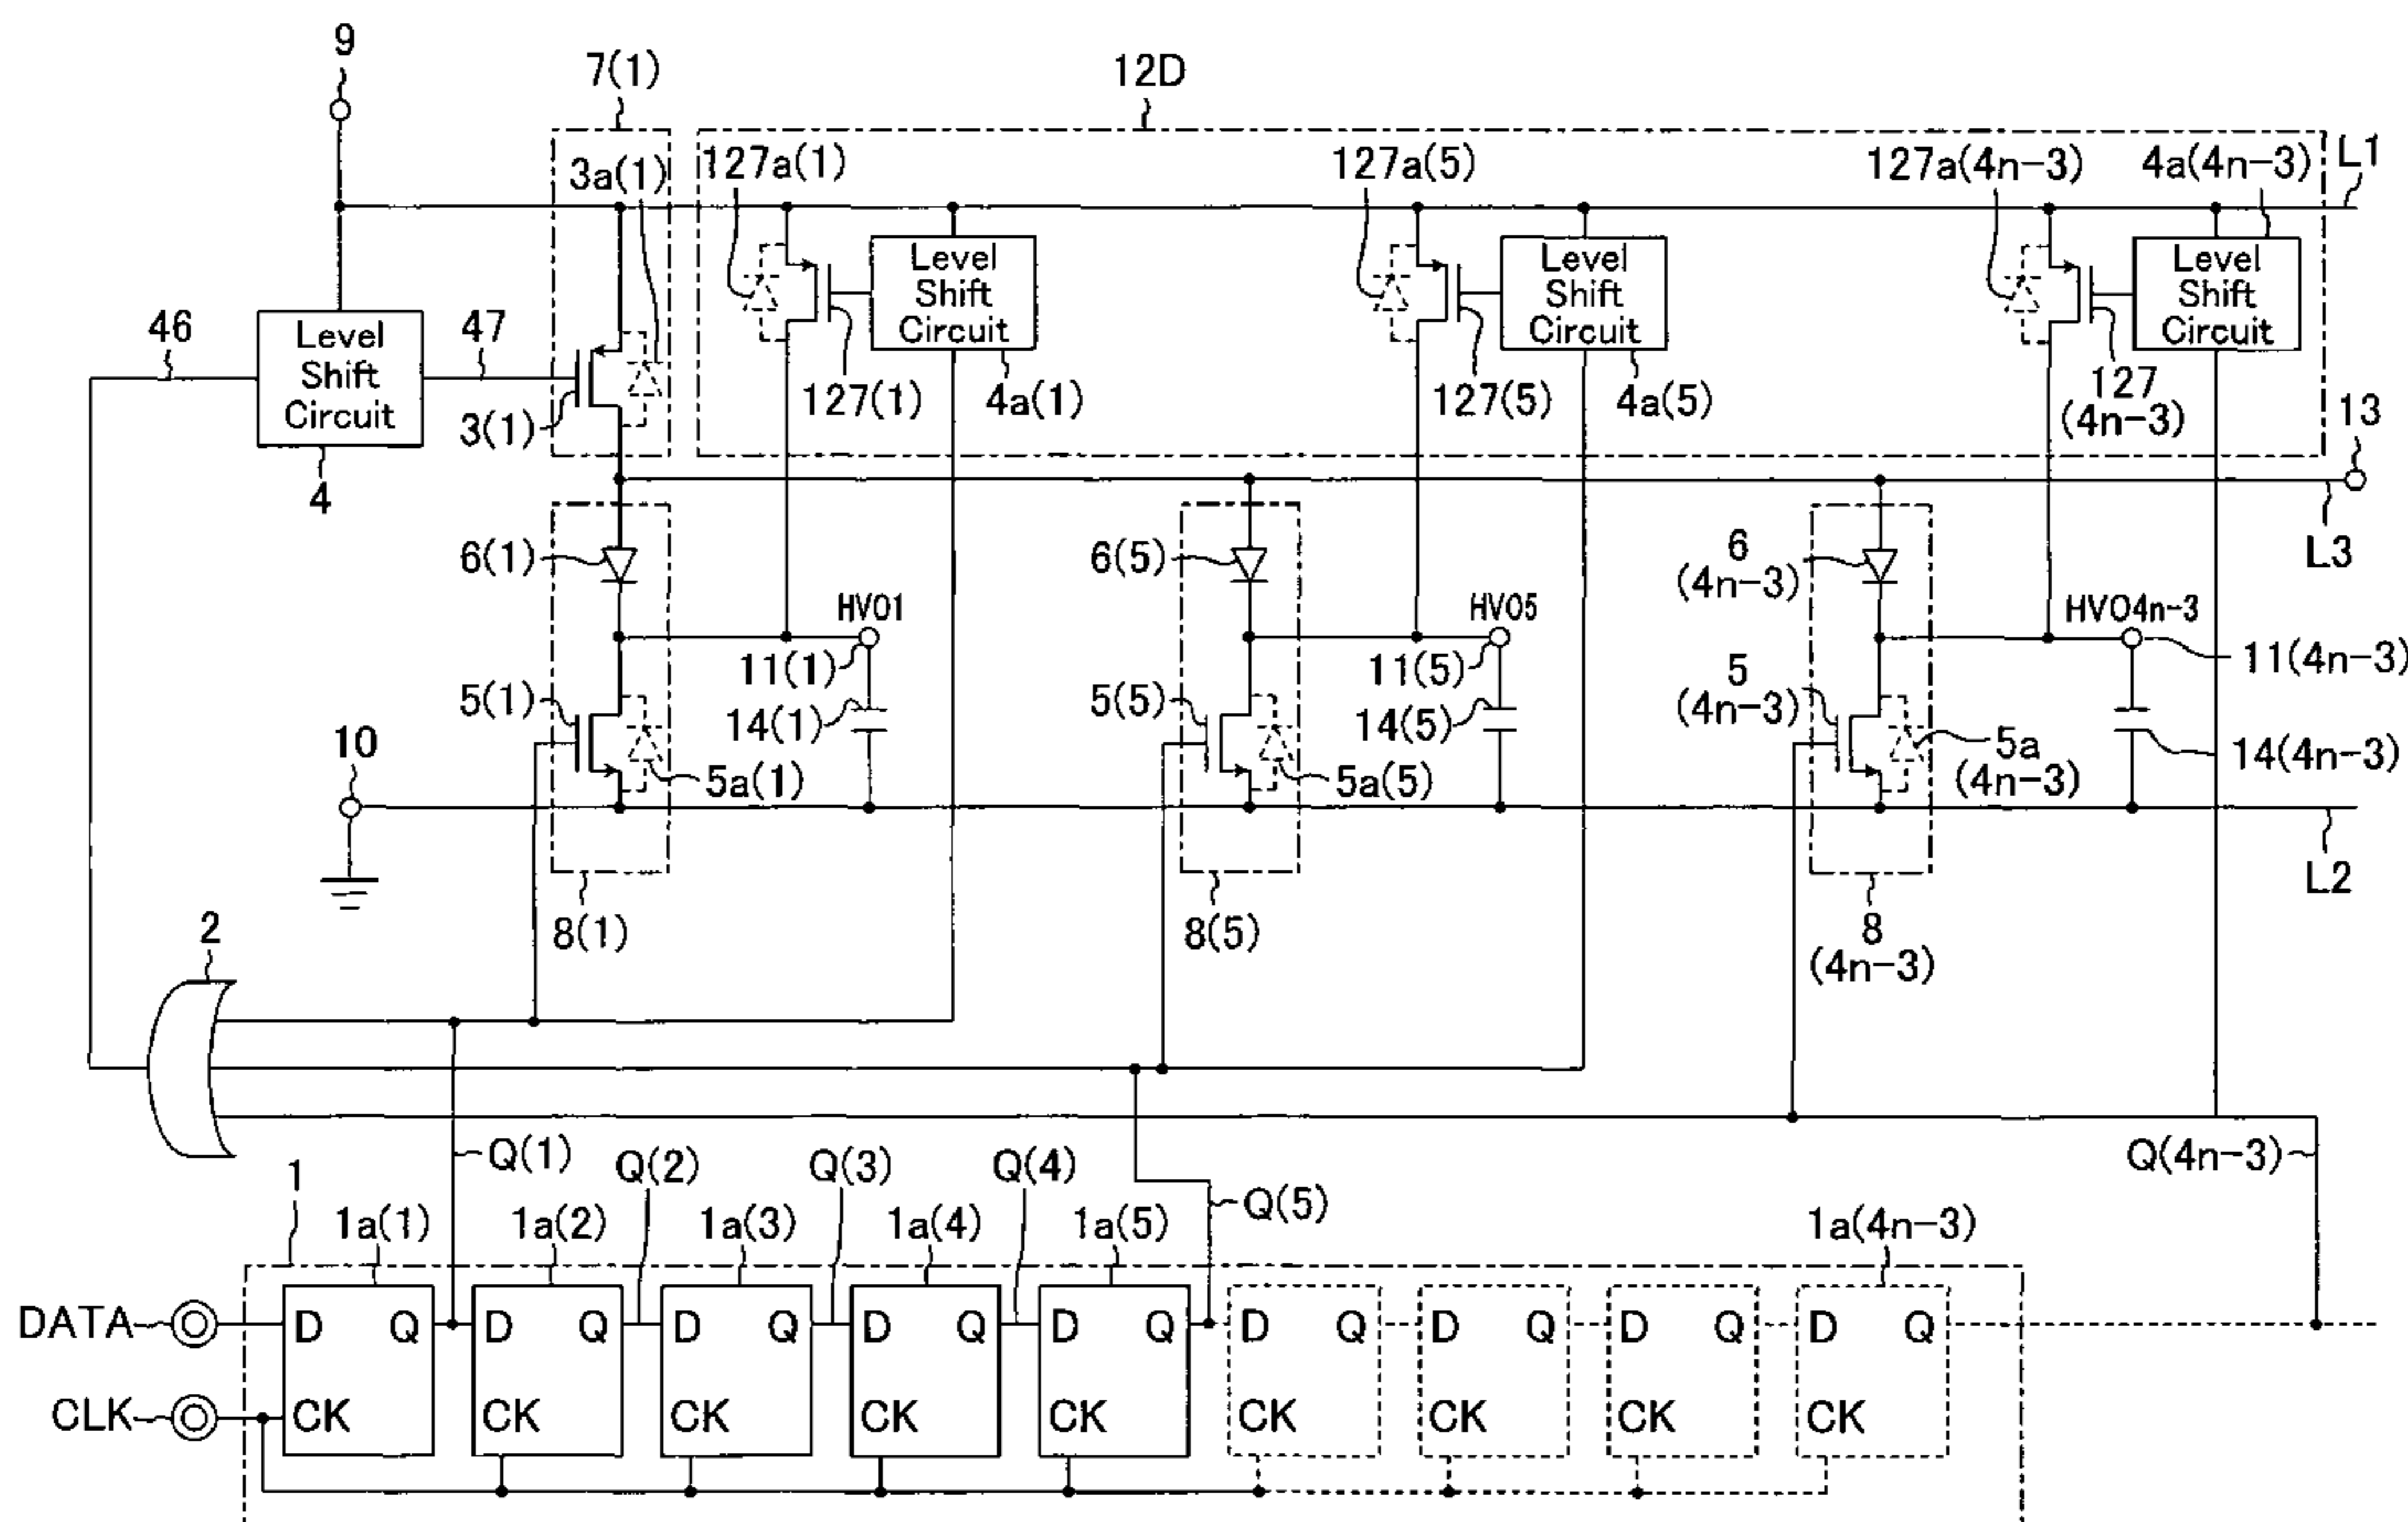 9
7(1)
12D
3a(1)
127a(1)
127a(5)
127a(4n-3)
4a(4n-3)
L1
Level
Shift
Circuit
Level
Shift
Circuit
Level
Shift
Circuit
46
Level
Shift
Circuit
47
3(1)
4
127(1)
4a(1)
127(5)
4a(5)
127
(4n-3)
13
6(1)
6(5)
6
(4n-3)
L3
HVO1
HVO5
HVO4n-3
11(1)
11(5)
11(4n-3)
5(1)
14(1)
5(5)
14(5)
5
(4n-3)
14(4n-3)
10
5a(1)
5a(5)
5a
(4n-3)
L2
8(1)
8(5)
8
(4n-3)
2
Q(1)
Q(2)
Q(3)
Q(4)
Q(5)
Q(4n-3)
1
1a(1)
1a(2)
1a(3)
1a(4)
1a(5)
1a(4n-3)
DATA
D Q D Q D Q D Q D Q D Q D Q D Q D Q
CLK
CK CK CK CK CK CK CK CK CK